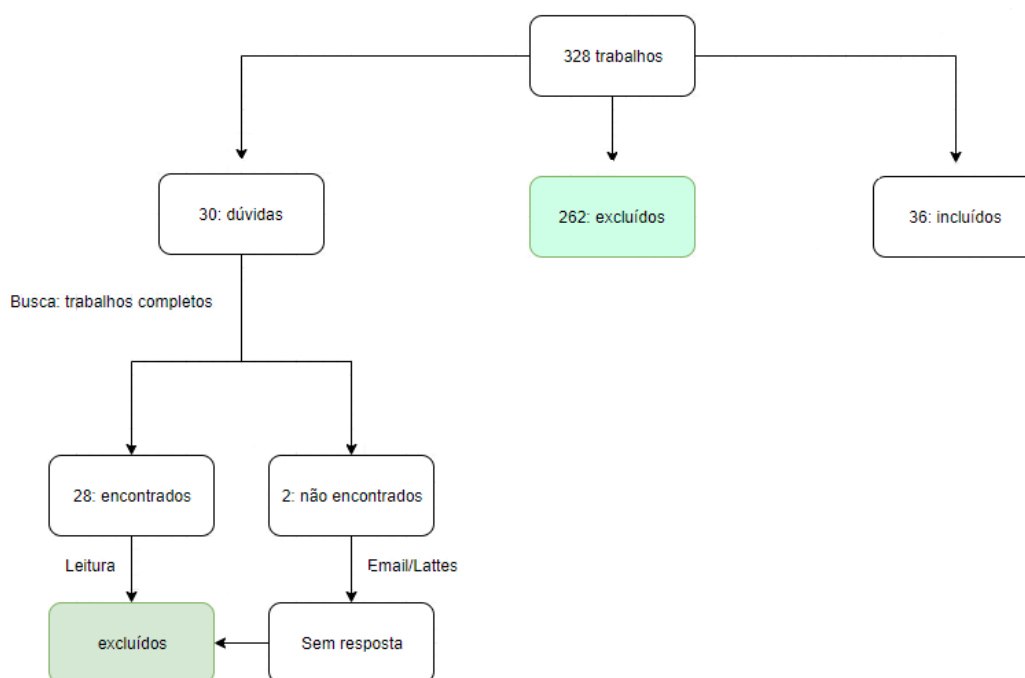 328 trabalhos
30: dúvidas
262: excluídos
36: incluídos
Busca: trabalhos completos
28: encontrados
2: não encontrados
Leitura
Email/Lattes
excluídos
Sem resposta